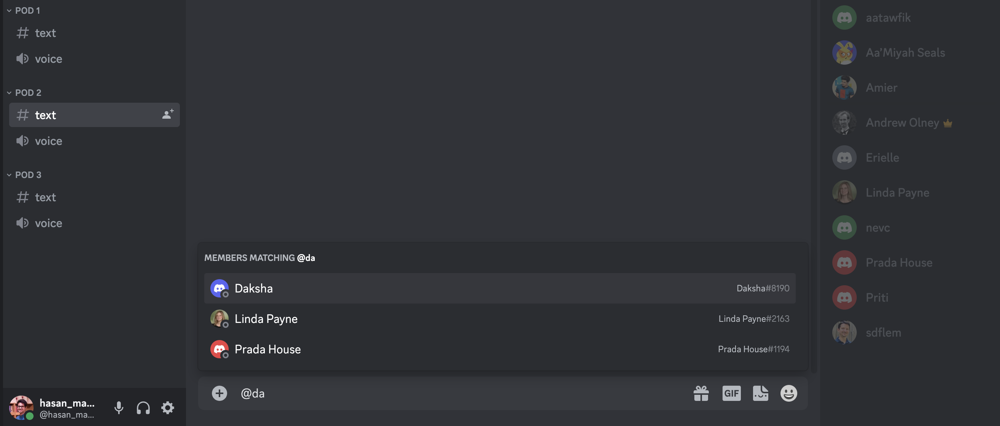 POD 1
text
voice
POD 2
text
voice
POD 3
text
voice
hasan_ma...
@hasan_ma...
MEMBERS MATCHING @da
Daksha Daksha#8190
Linda Payne Linda Payne#2163
Prada House Prada House#1194
@da
GIF
aatawfik
Aa’Miyah Seals
Amier
Andrew Olney
Erielle
Linda Payne
nevc
Prada House
Priti
sdflem